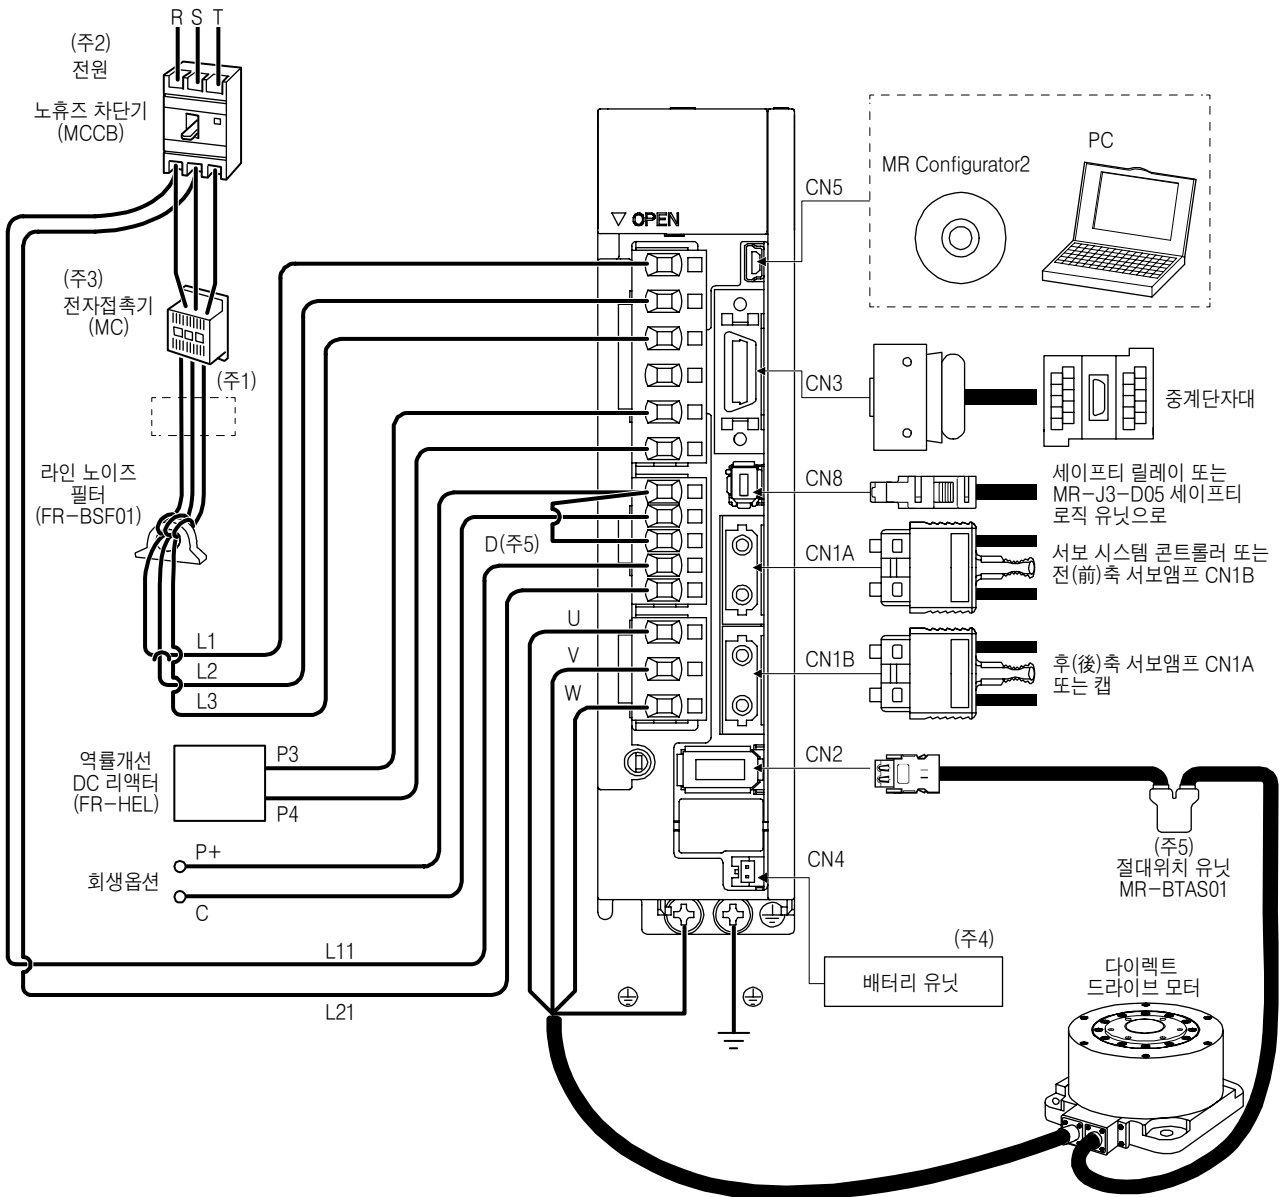 R S T
(주2)
전원
노휴즈 차단기
(MCCB)
(주3)
전자접촉기
(MC)
(주1)
라인 노이즈
필터
(FR-BSF01)
L1
L2
L3
역률개선
DC 리액터
(FR-HEL)
P3
P4
P+
회생옵션
C
L11
L21
▽ OPEN
D(주5)
U
V
W
CN5
MR Configurator2
PC
CN3
중계단자대
CN8
세이프티 릴레이 또는
MR-J3-D05 세이프티
로직 유닛으로
CN1A
서보 시스템 콘트롤러 또는
전(前)축 서보앰프 CN1B
CN1B
후(後)축 서보앰프 CN1A
또는 캡
CN2
(주5)
절대위치 유닛
MR-BTAS01
CN4
(주4)
배터리 유닛
다이렉트
드라이브 모터